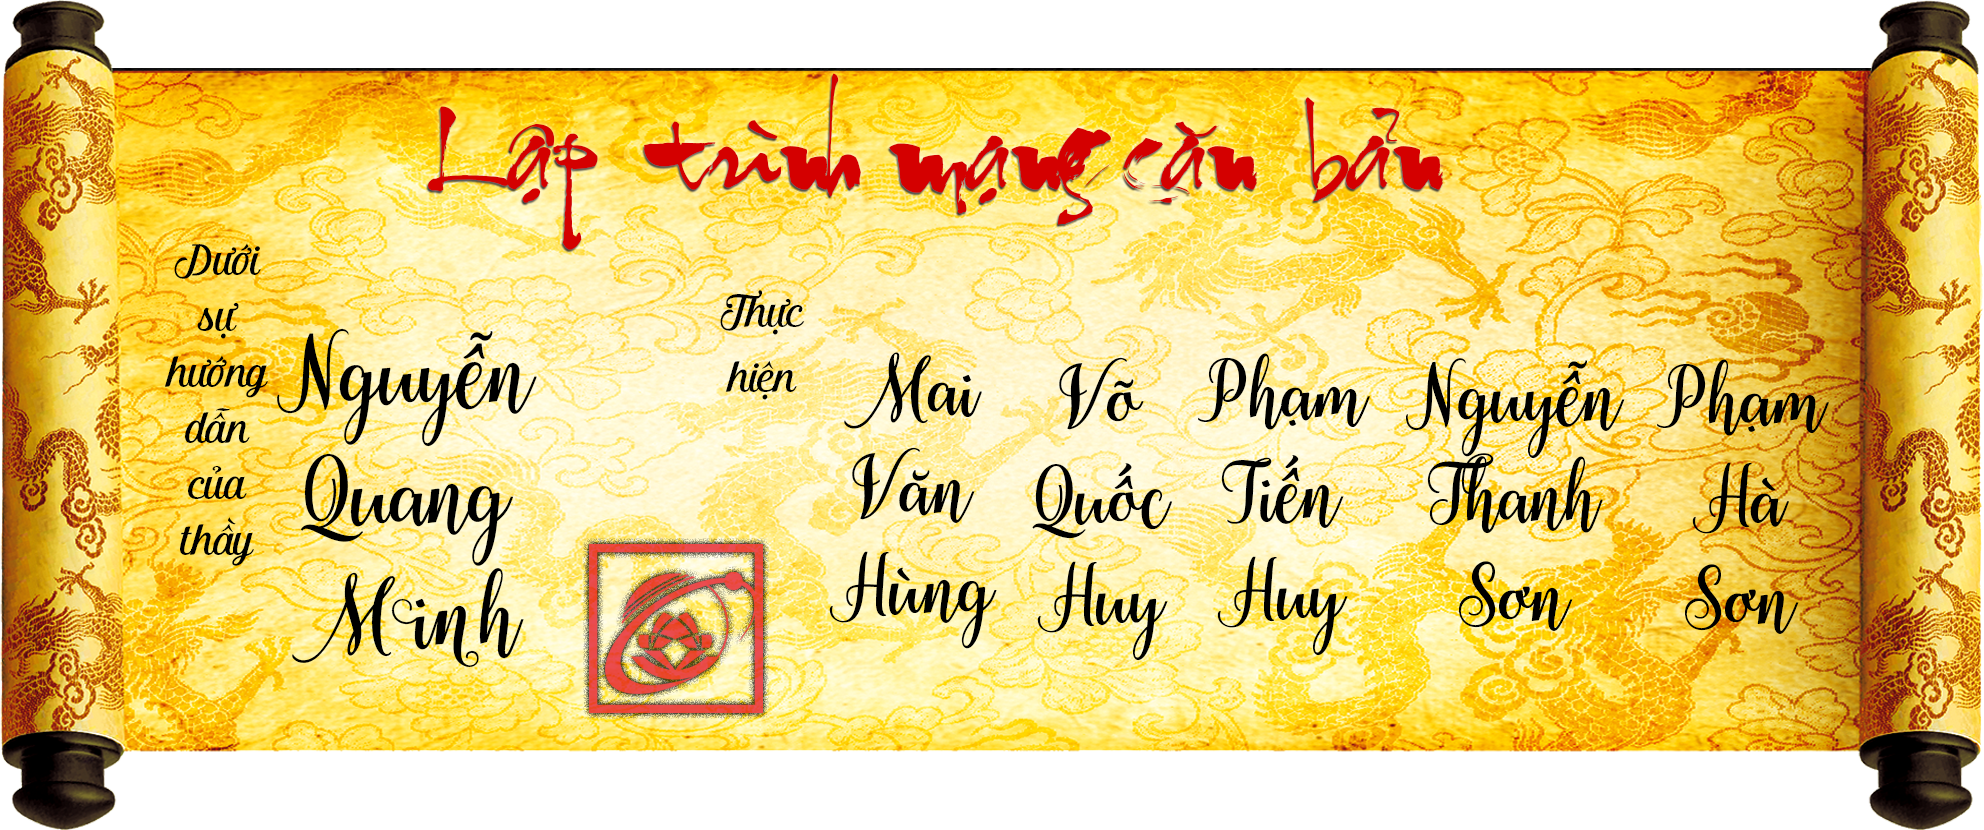 Lập trình mạng căn bản
Dưới
sự
hướng
dẫn
của
thầy
Nguyễn
Quang
Minh
Thực
hiện
Mai
Văn
Hùng
Võ
Quốc
Huy
Phạm
Tiến
Huy
Nguyễn
Thanh
Sơn
Phạm
Hà
Sơn